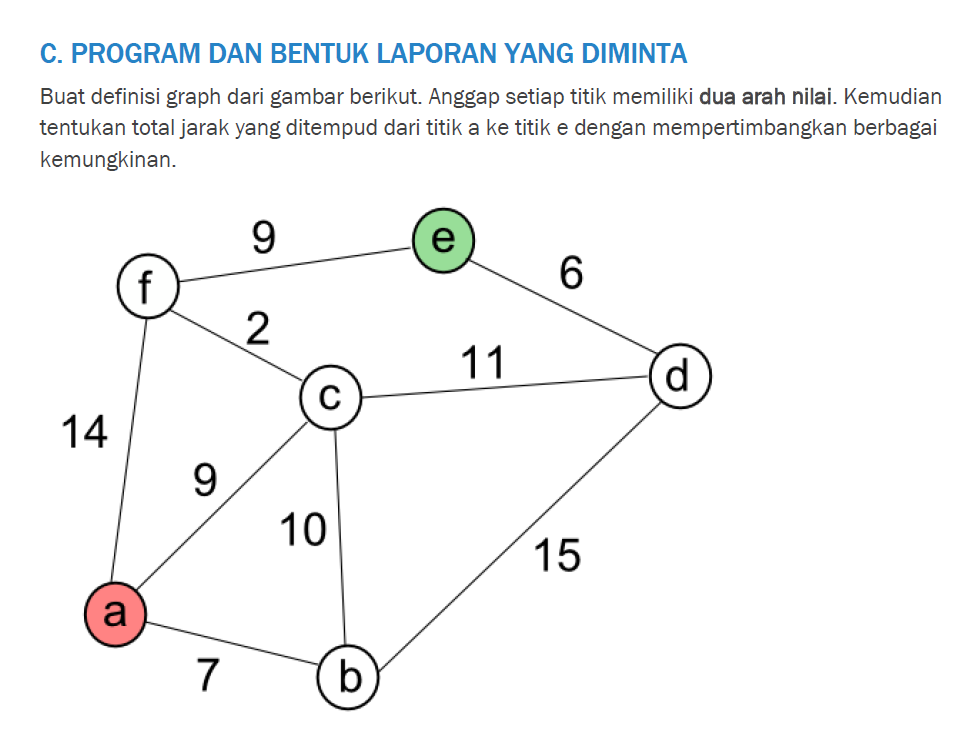 C. PROGRAM DAN BENTUK LAPORAN YANG DIMINTA
Buat definisi graph dari gambar berikut. Anggap setiap titik memiliki dua arah nilai. Kemudian
tentukan total jarak yang ditempud dari titik a ke titik e dengan mempertimbangkan berbagai
kemungkinan.
9
e
f
6
2
11
d
c
14
9
10
15
a
7
b